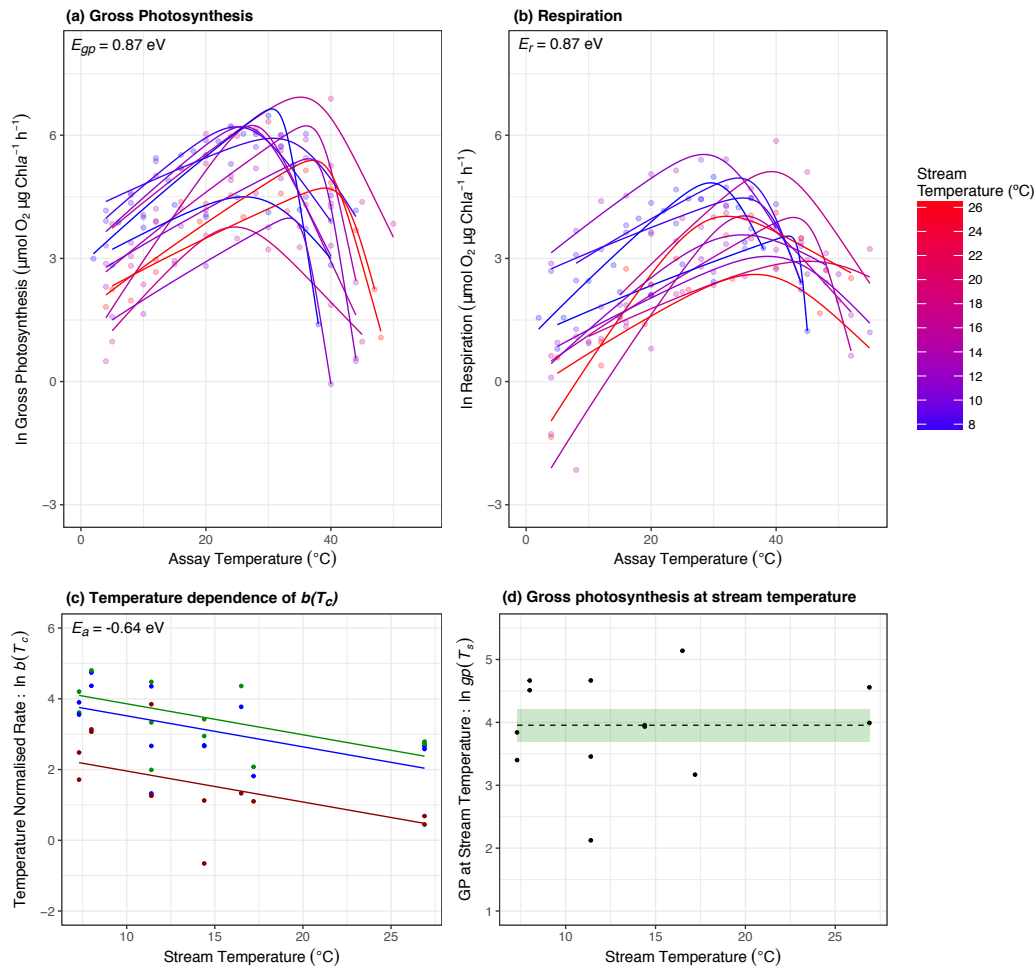 (a) Gross Photosynthesis
E_gp = 0.87 eV
ln Gross Photosynthesis (μmol O₂ μg Chla⁻¹ h⁻¹)
6
3
0
−3
0 20 40
Assay Temperature (°C)
(b) Respiration
E_r = 0.87 eV
ln Respiration (μmol O₂ μg Chla⁻¹ h⁻¹)
6
3
0
−3
0 20 40
Assay Temperature (°C)
Stream
Temperature (°C)
26
24
22
20
18
16
14
12
10
8
(c) Temperature dependence of b(T_c)
E_a = -0.64 eV
Temperature Normalised Rate : ln b(T_c)
6
4
2
0
−2
10 15 20 25
Stream Temperature (°C)
(d) Gross photosynthesis at stream temperature
GP at Stream Temperature : ln gp(T_s)
5
4
3
2
1
10 15 20 25
Stream Temperature (°C)